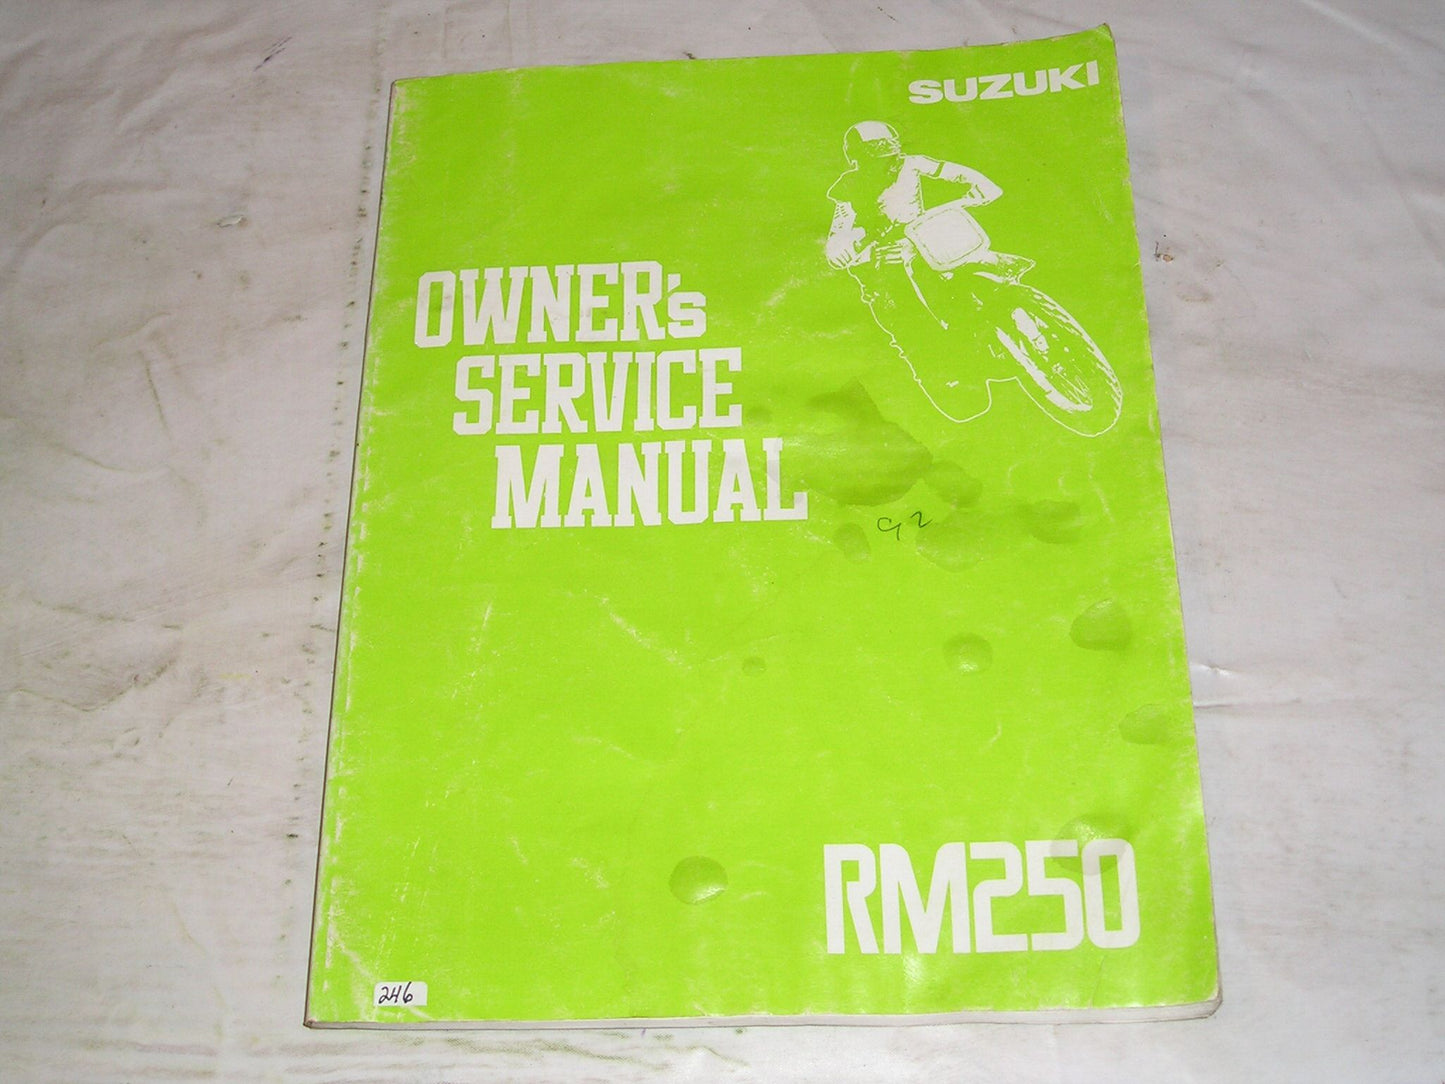 SUZUKI
OWNER's
SERVICE
MANUAL
92
RM250
246